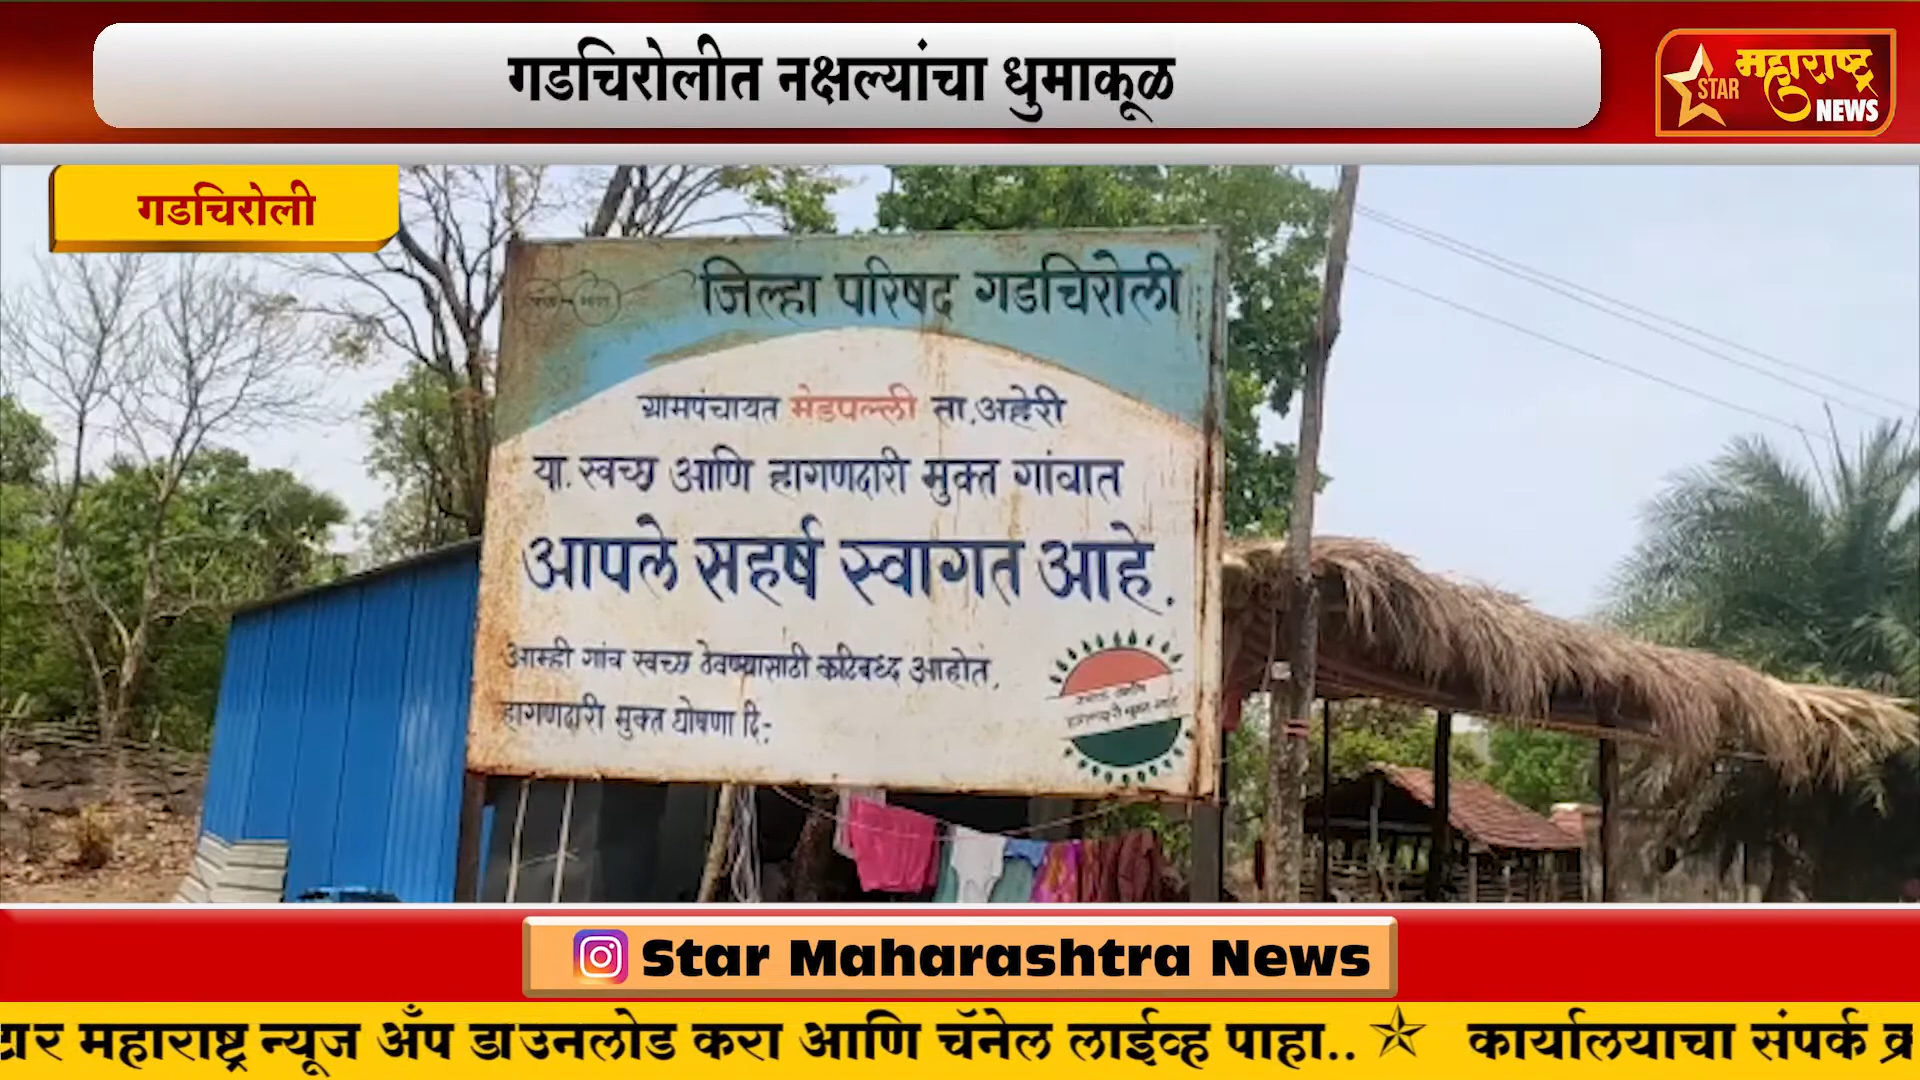 गडचिरोलीत नक्षल्यांचा धुमाकूळ
STAR महाराष्ट्र NEWS
गडचिरोली
जिल्हा परिषद गडचिरोली
ग्रामपंचायत मेडपल्ली ता.अहेरी
या. स्वच्छ आणि हागणदारी मुक्त गांवात
आपले सहर्ष स्वागत आहे.
आम्ही गांव स्वच्छ ठेवण्यासाठी कटिबध्द आहोत.
हागणदारी मुक्त घोषणा दि:-
Star Maharashtra News
महाराष्ट्र न्यूज अँप डाउनलोड करा आणि चॅनेल लाईव्ह पाहा.. कार्यालयाचा संपर्क क्र